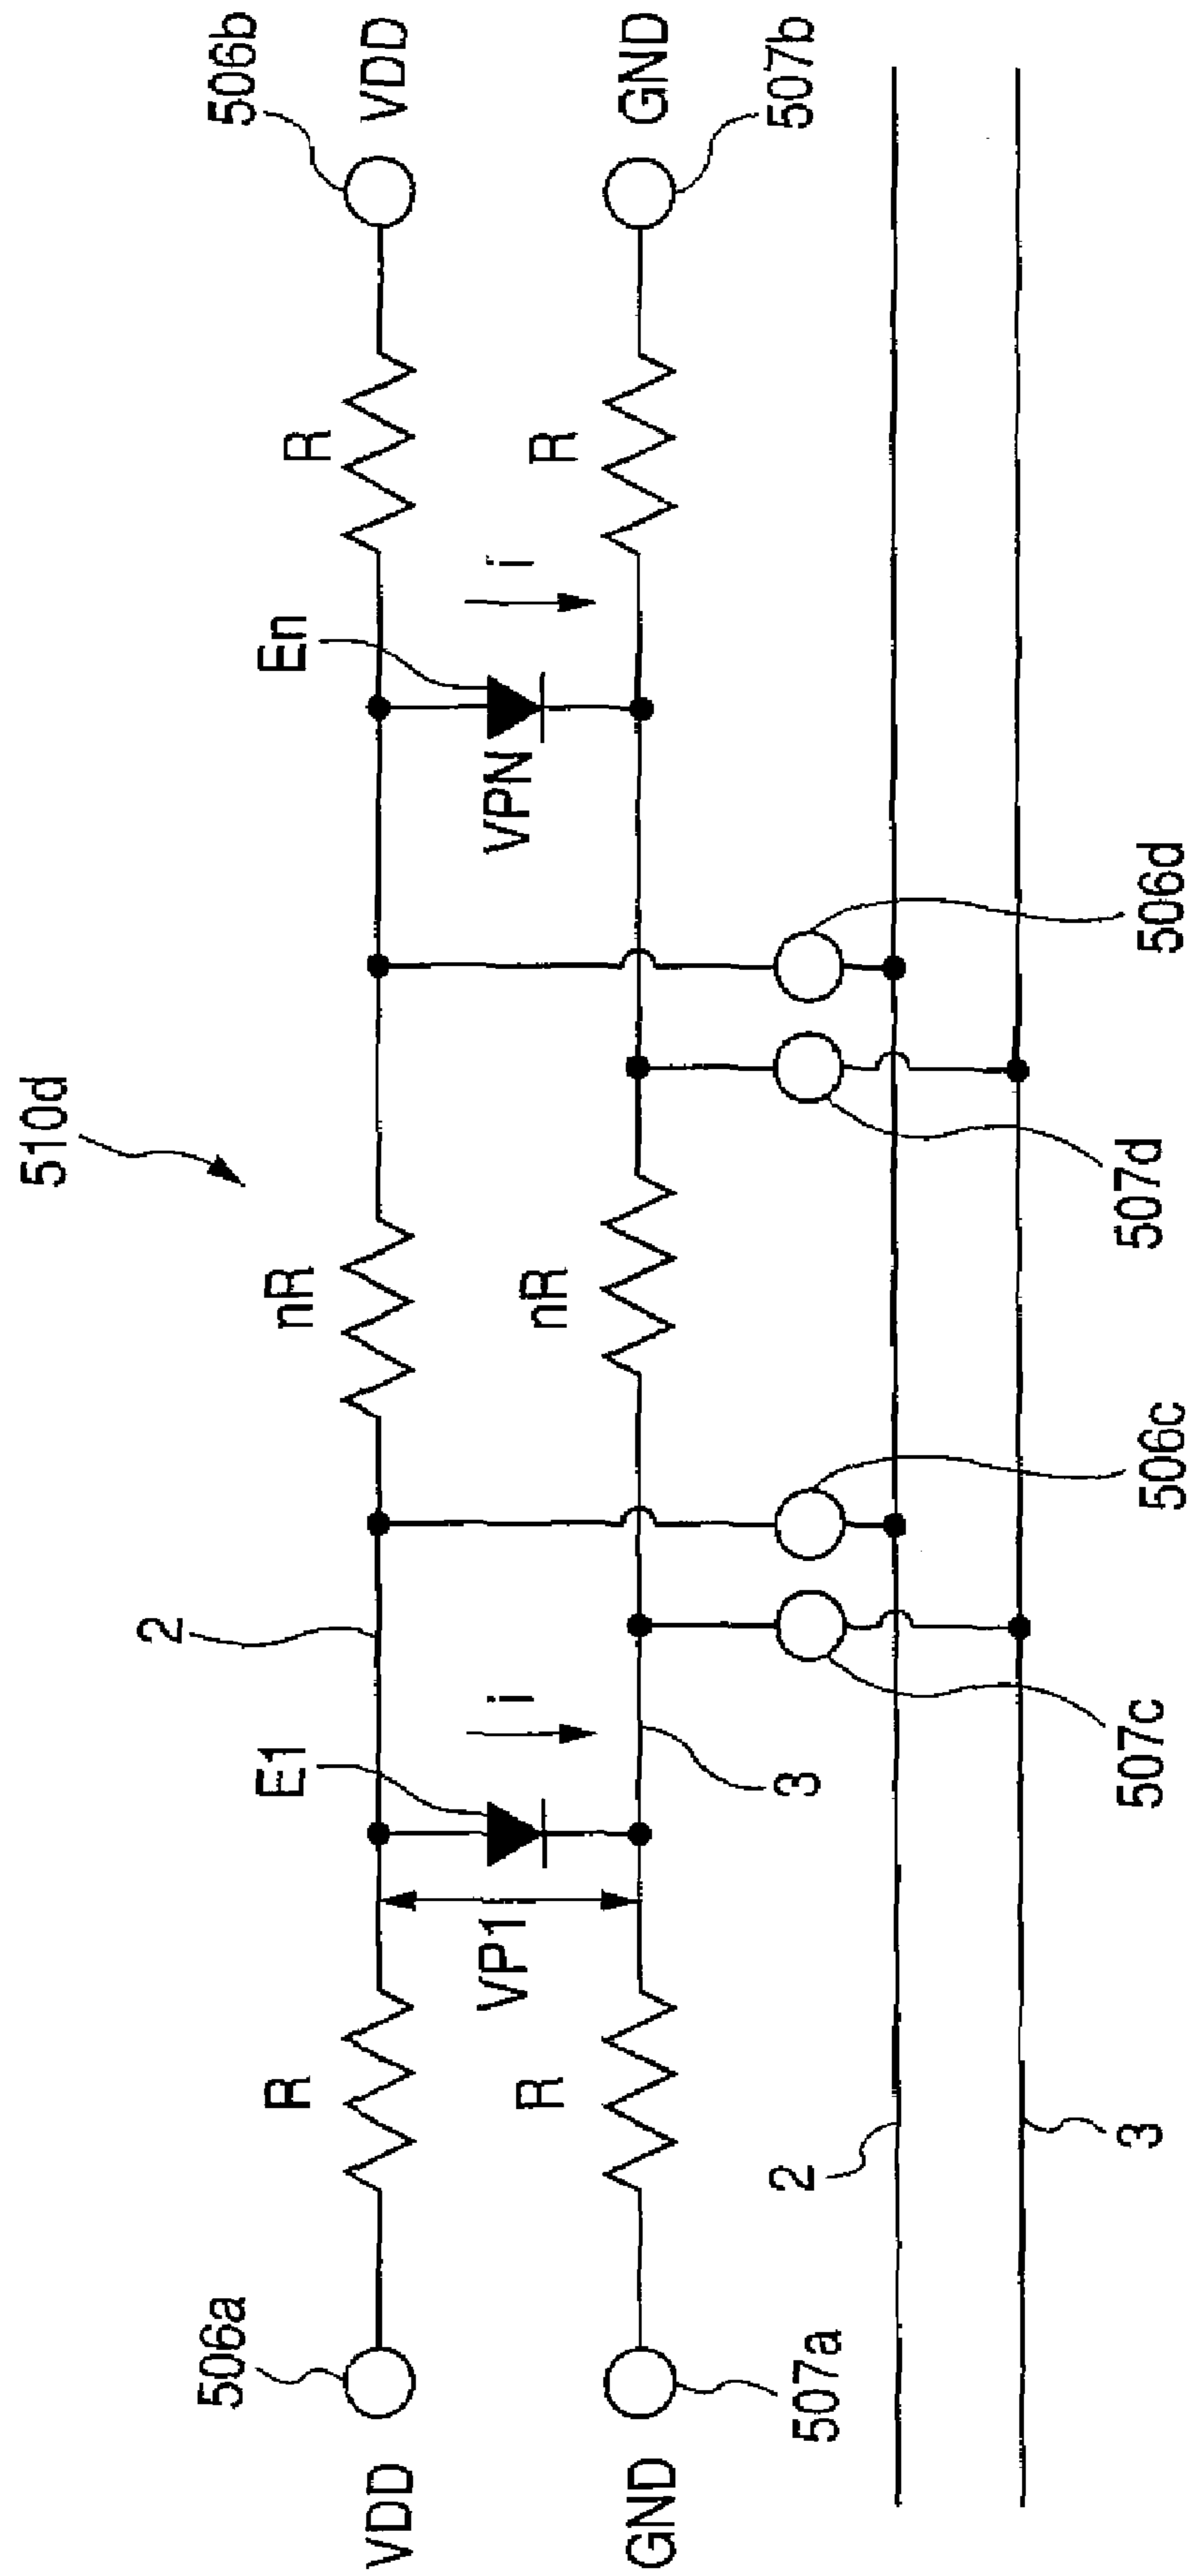 510d
506a
VDD
R
E1
2
nR
En
R
506b
VDD
VP1
i
VPN
i
GND
507a
R
3
nR
R
GND
507b
2
3
507c
506c
507d
506d